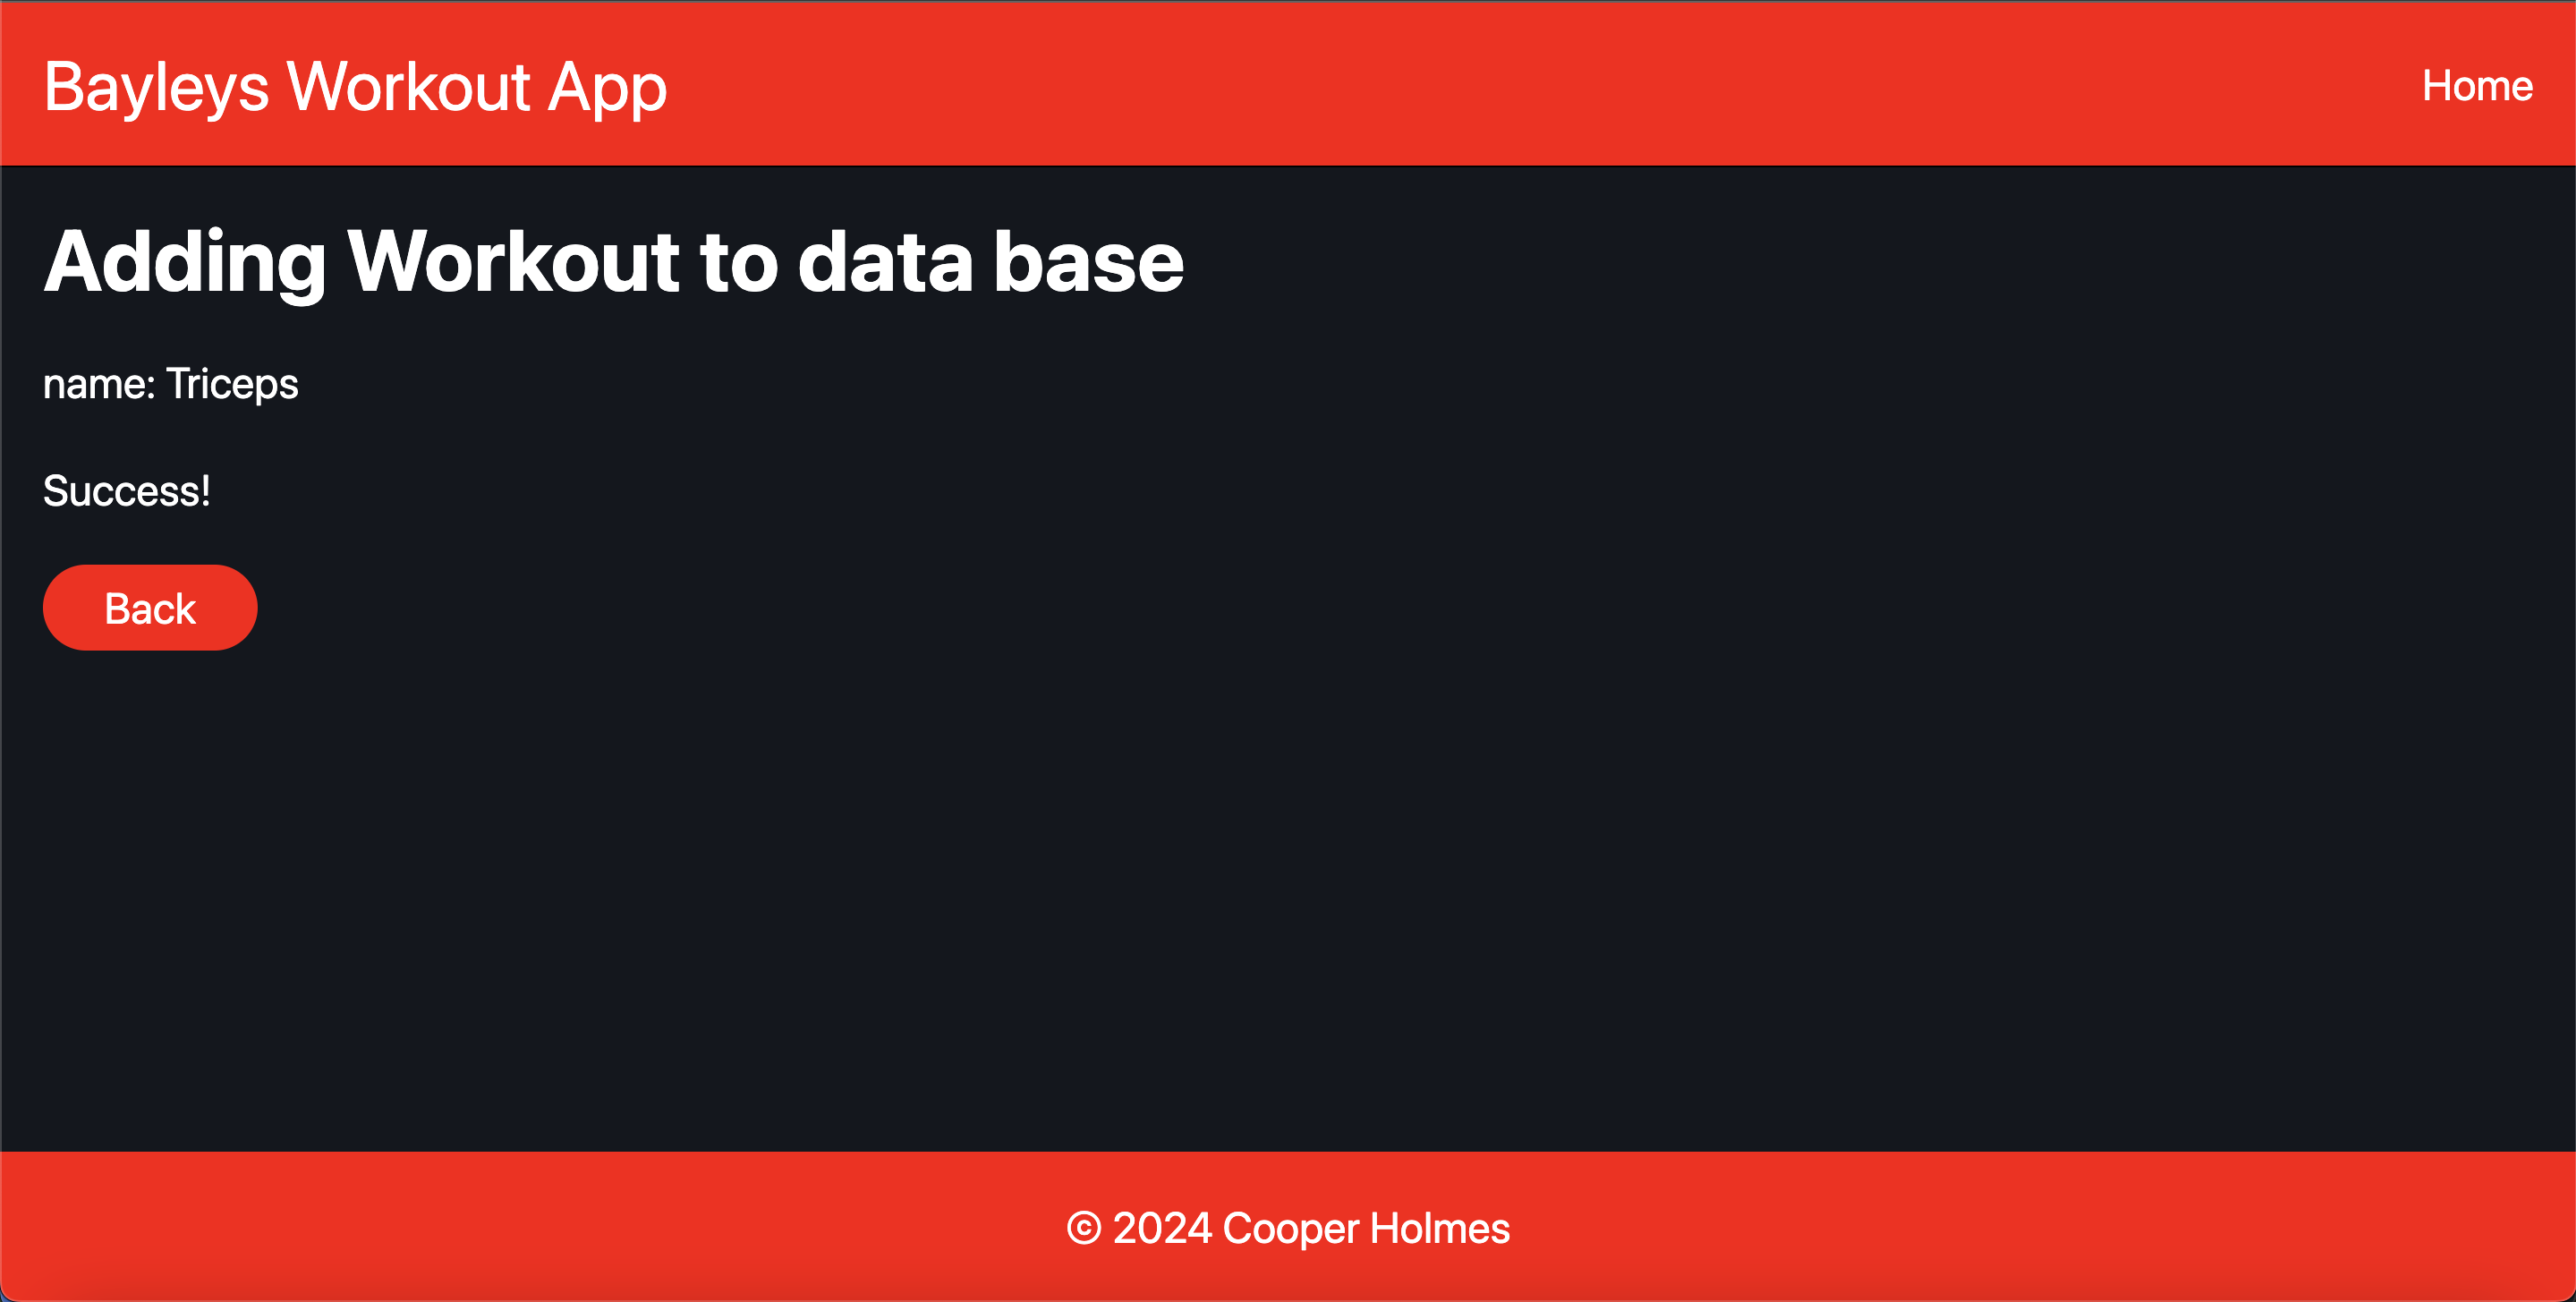 Bayleys Workout App
Home
Adding Workout to data base
name: Triceps
Success!
Back
© 2024 Cooper Holmes